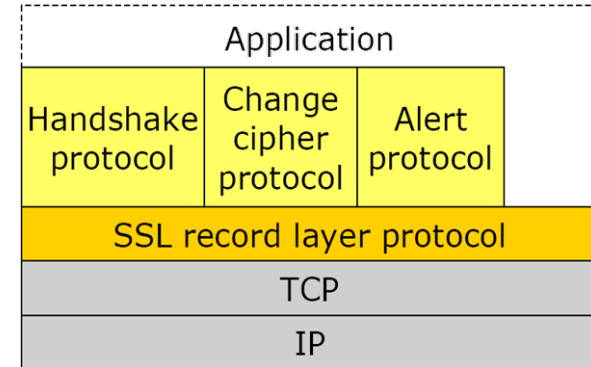 Application
Handshake
protocol
Change
cipher
protocol
Alert
protocol
SSL record layer protocol
TCP
IP